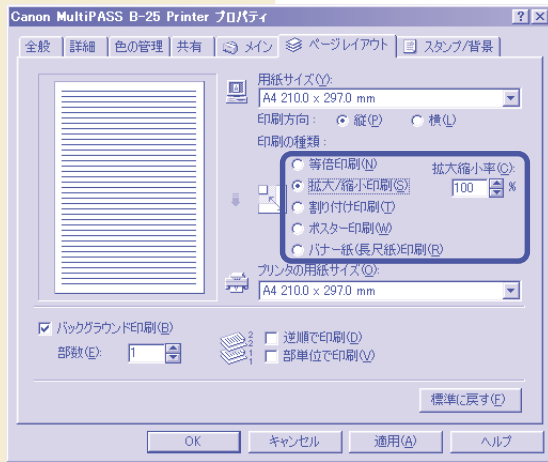 Canon MultiPASS B-25 Printer プロパティ
全般 詳細 色の管理 共有 メイン ページレイアウト スタンプ/背景
用紙サイズ(Y):
A4 210.0 x 297.0 mm
印刷方向: 縦(P) 横(L)
印刷の種類:
等倍印刷(N) 拡大縮小率(C):
拡大/縮小印刷(S) 100 %
割り付け印刷(T)
ポスター印刷(W)
バナー紙(長尺紙)印刷(R)
プリンタの用紙サイズ(O):
A4 210.0 x 297.0 mm
バックグラウンド印刷(B) 逆順で印刷(D)
部数(E): 1 部単位で印刷(V)
標準に戻す(F)
OK キャンセル 適用(A) ヘルプ